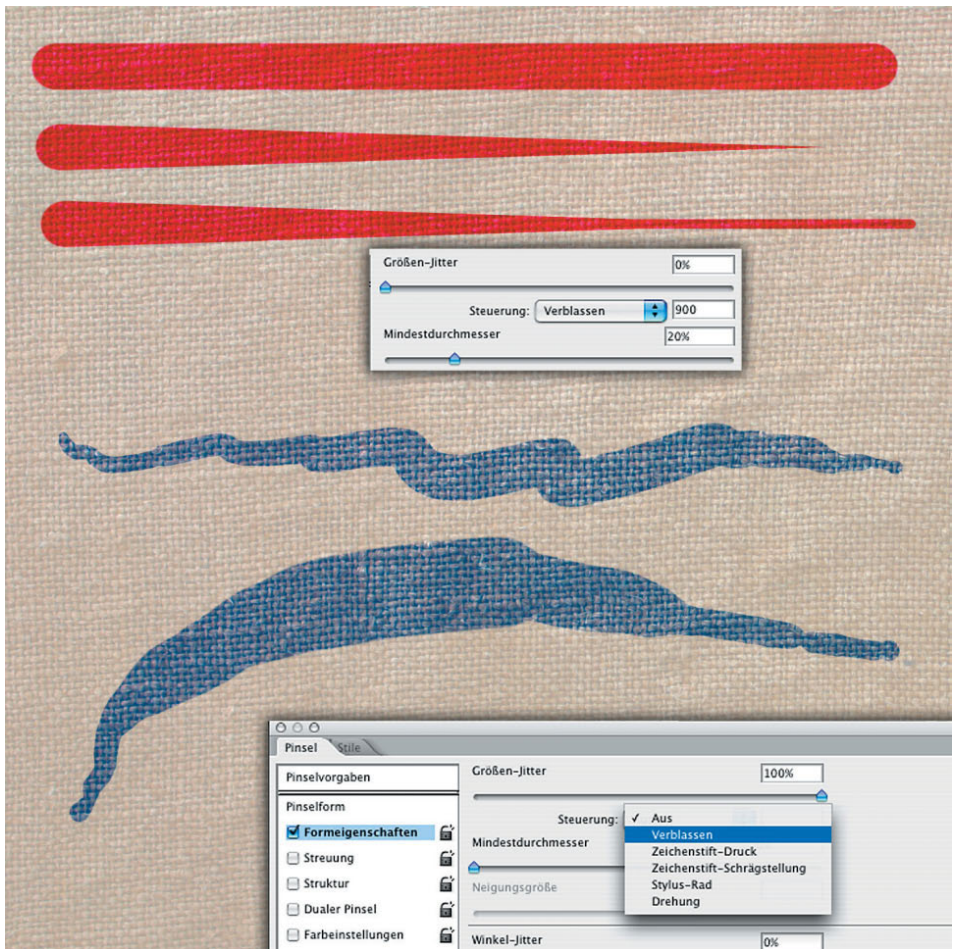 Größen-Jitter 0%
Steuerung: Verblassen 900
Mindestdurchmesser 20%
Pinsel Stile
Pinselvorgaben
Pinselform
Formeigenschaften
Streuung
Struktur
Dualer Pinsel
Farbeinstellungen
Größen-Jitter 100%
Steuerung: ✓ Aus
Verblassen
Mindestdurchmesser
Zeichenstift-Druck
Zeichenstift-Schrägstellung
Neigungsgröße
Stylus-Rad
Drehung
Winkel-Jitter 0%